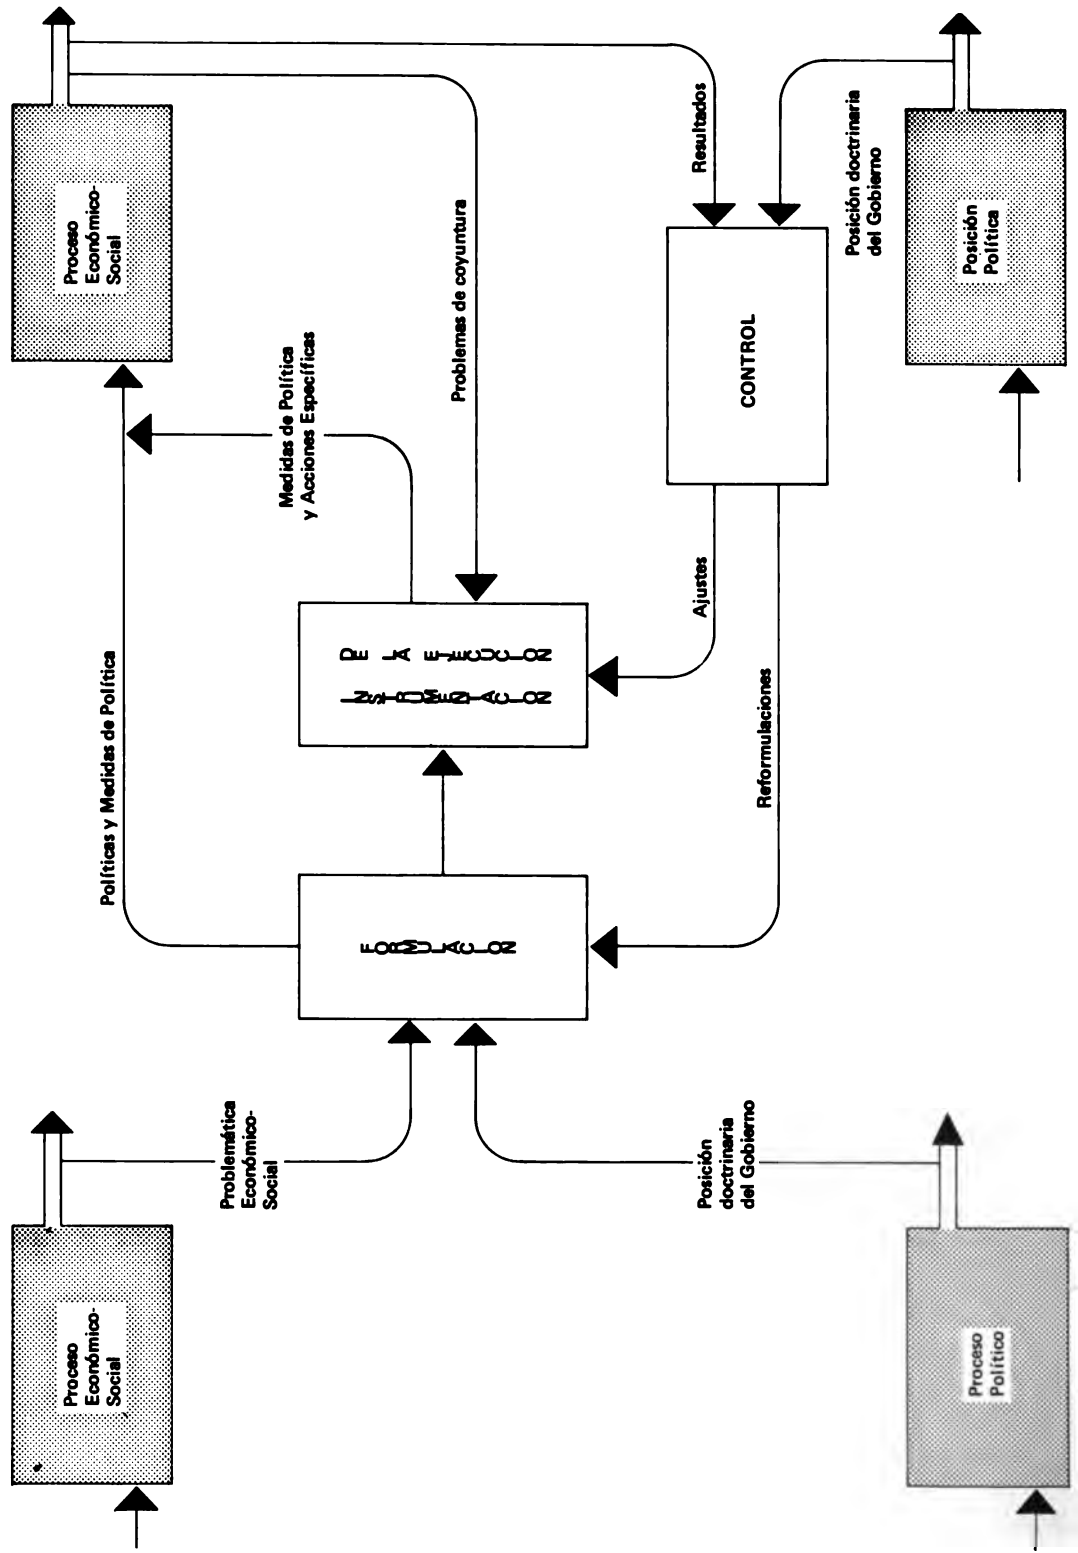 Proceso
Económico-
Social
Políticas y Medidas de Política
Proceso
Económico-
Social
Problemática
Económico-
Social
Medidas de Política
y Acciones Específicas
FORMULACION
INSTRUMENTACION
DE LA EJECUCION
Problemas de coyuntura
Posición
doctrinaria
del Gobierno
Ajustes
Resultados
Reformulaciones
CONTROL
Posición doctrinaria
del Gobierno
Proceso
Político
Posición
Política